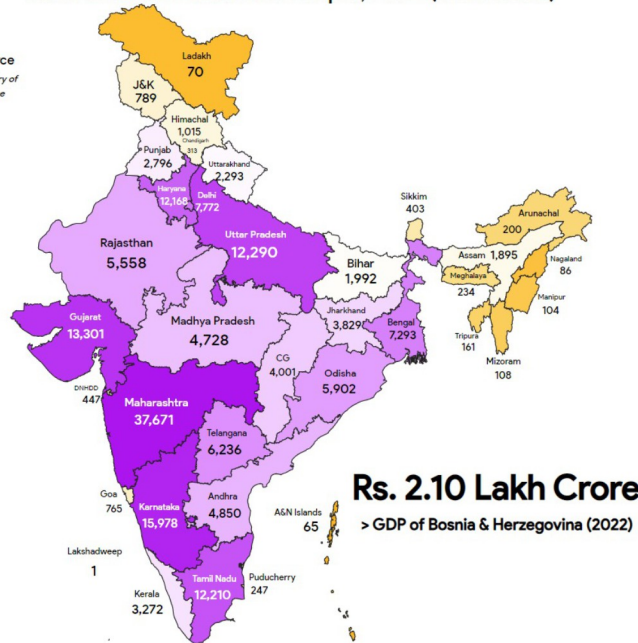 Ladakh
70
J&K
789
Himachal
1,015
Chandigarh
313
Punjab
2,796
Uttarakhand
2,293
Haryana
12,168
Delhi
7,772
Sikkim
403
Arunachal
200
Rajasthan
5,558
Uttar Pradesh
12,290
Bihar
1,992
Assam 1,895
Nagaland
86
Meghalaya
234
Manipur
104
Tripura
161
Mizoram
108
Gujarat
13,301
Madhya Pradesh
4,728
Jharkhand
3,829
Bengal
7,293
CG
4,001
Odisha
5,902
DNHDD
447
Maharashtra
37,671
Telangana
6,236
Goa
765
Karnataka
15,978
Andhra
4,850
A&N Islands
65
Rs. 2.10 Lakh Crore
> GDP of Bosnia & Herzegovina (2022)
Lakshadweep
1
Kerala
3,272
Tamil Nadu
12,210
Puducherry
247